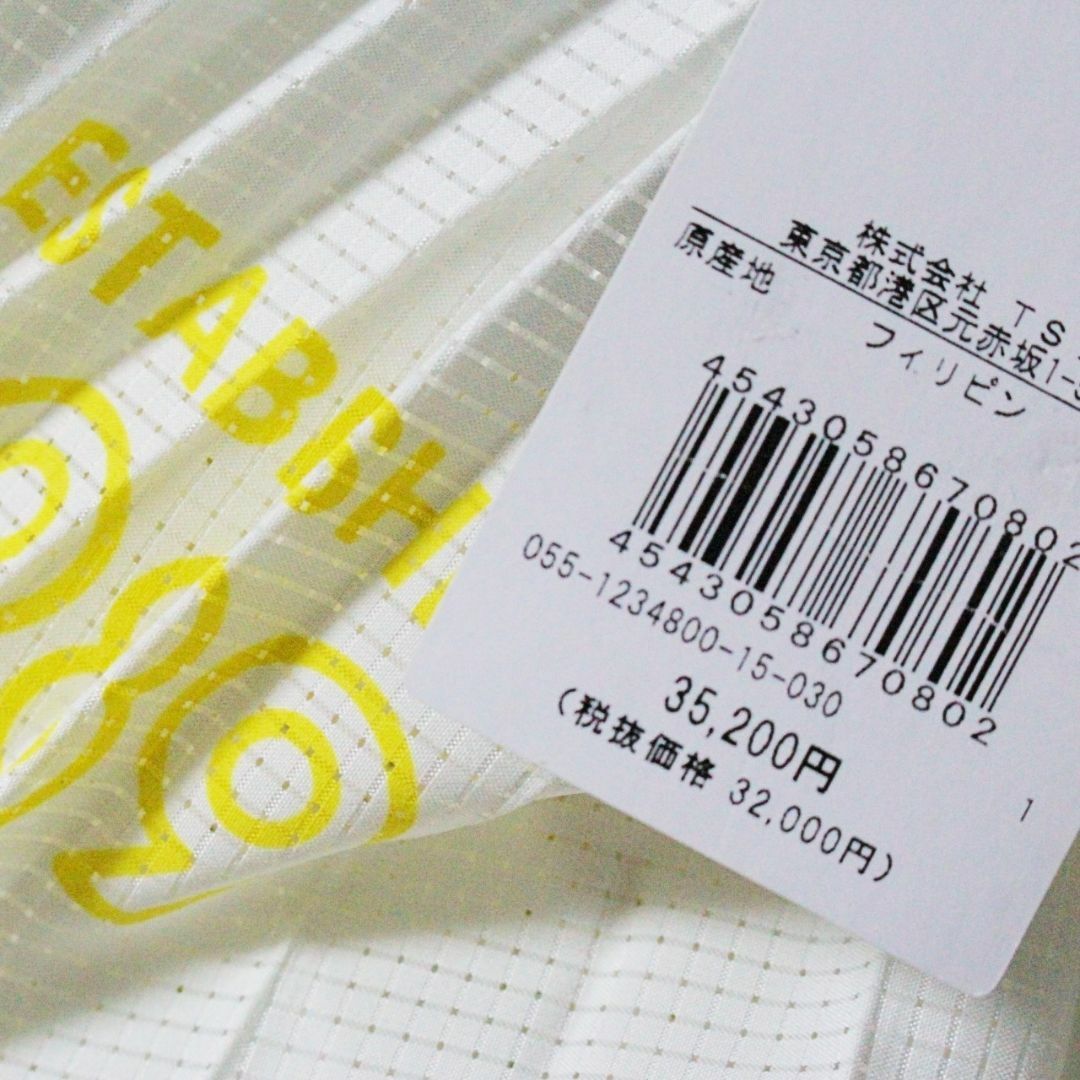 ESTABBH
89
株式会社 TS
東京都港区元赤坂1-
原産地 フィリピン
4543058670802
4543058670802
055-1234800-15-030
35,200円
(税抜価格 32,000円)
1